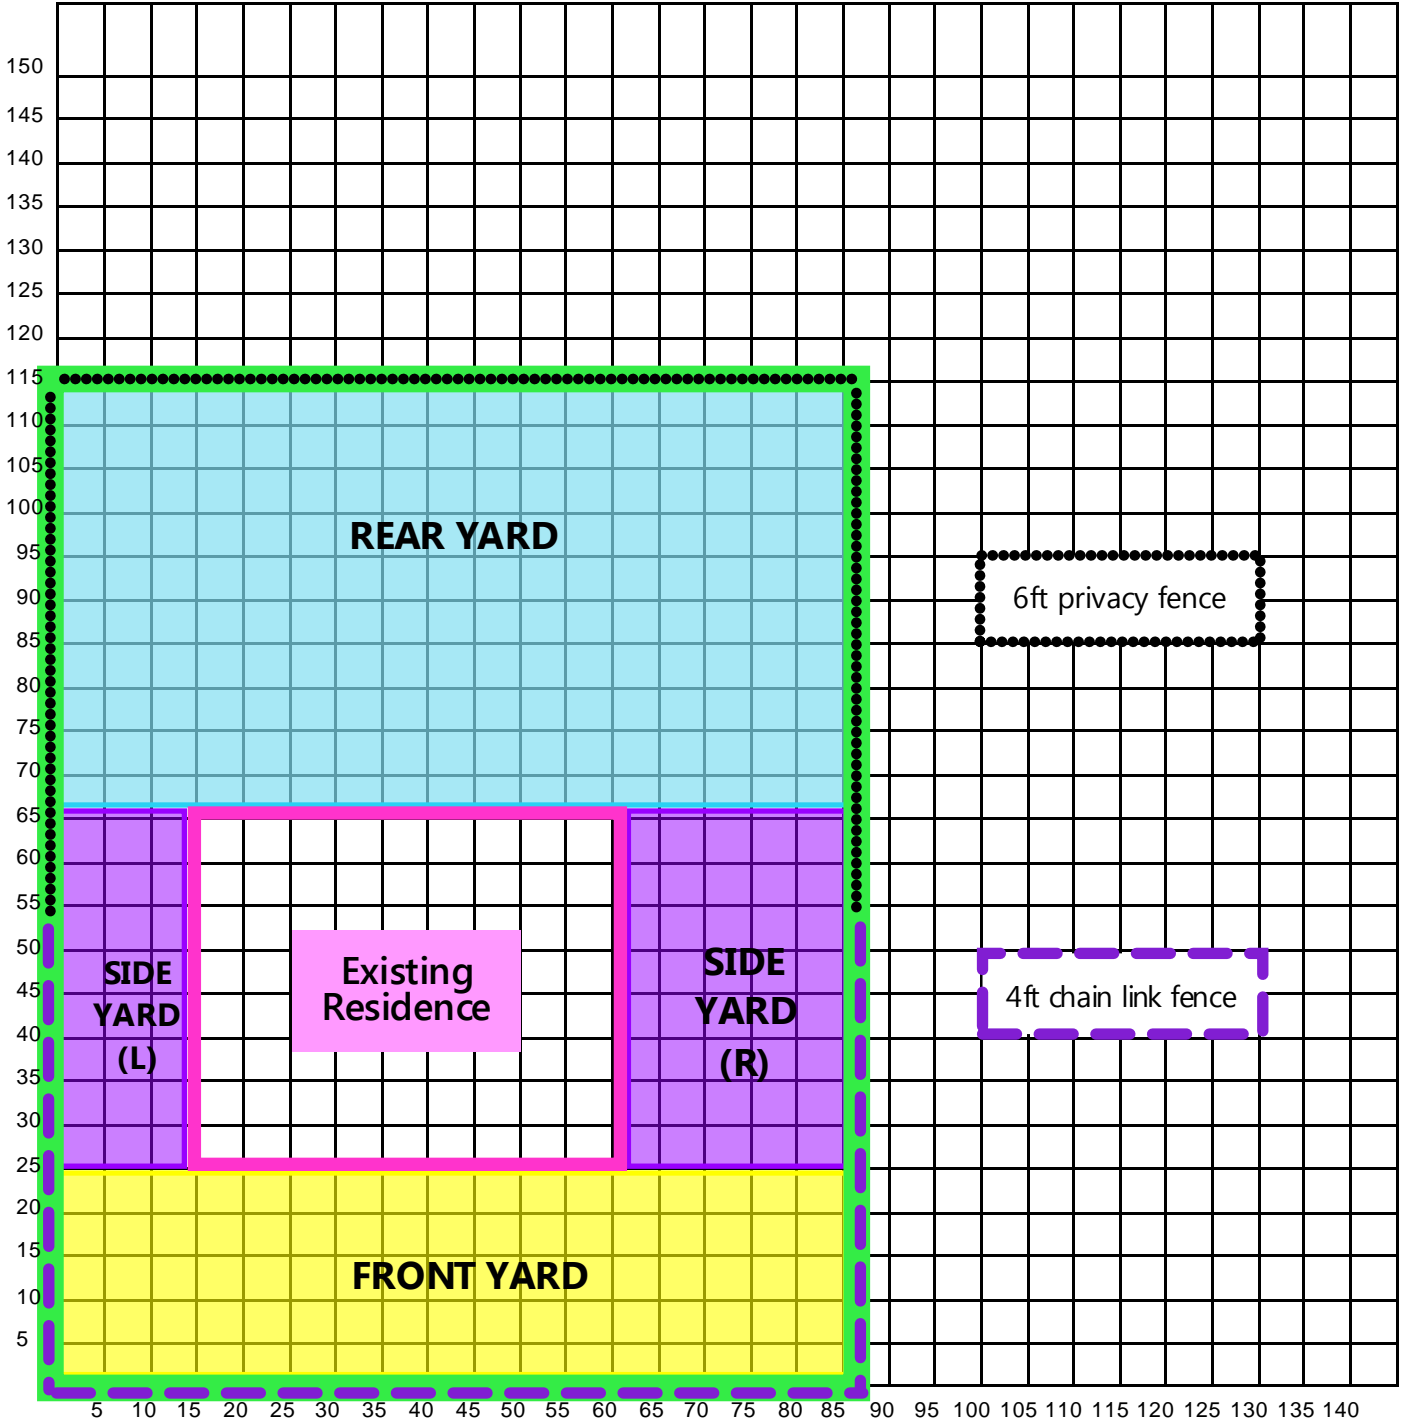 150
145
140
135
130
125
120
115
110
105
100
95
90
85
80
75
70
65
60
55
50
45
40
35
30
25
20
15
10
5
REAR YARD
6ft privacy fence
SIDE
YARD
(L)
Existing
Residence
SIDE
YARD
(R)
4ft chain link fence
FRONT YARD
5 10 15 20 25 30 35 40 45 50 55 60 65 70 75 80 85 90 95 100 105 110 115 120 125 130 135 140